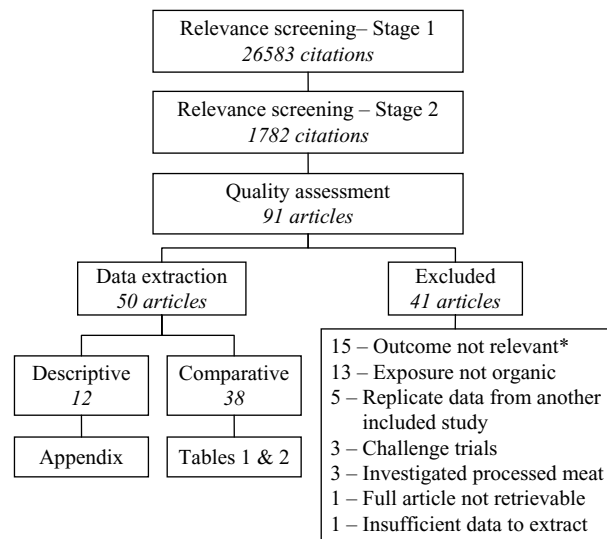 Relevance screening– Stage 1
26583 citations
Relevance screening – Stage 2
1782 citations
Quality assessment
91 articles
Data extraction
50 articles
Excluded
41 articles
Descriptive
12
Comparative
38
Appendix
Tables 1 & 2
15 – Outcome not relevant*
13 – Exposure not organic
5 – Replicate data from another
included study
3 – Challenge trials
3 – Investigated processed meat
1 – Full article not retrievable
1 – Insufficient data to extract